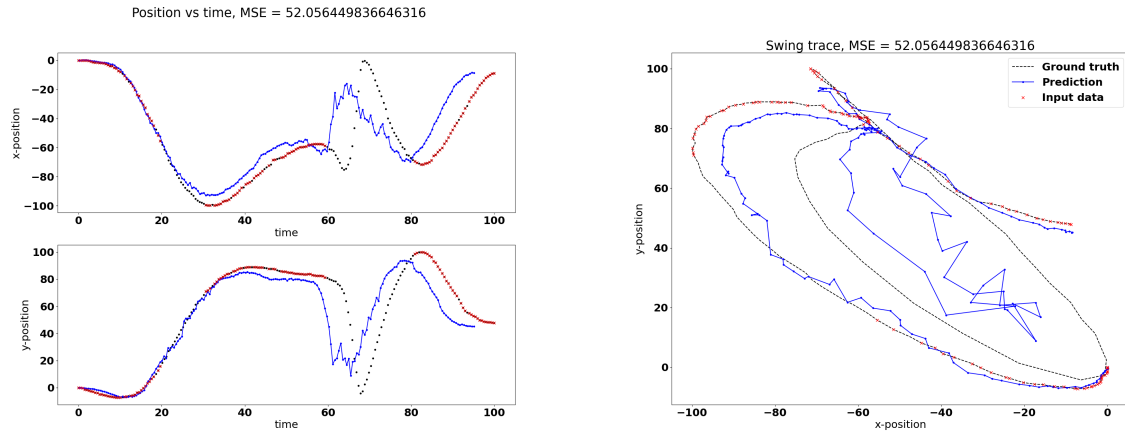 Position vs time, MSE = 52.056449836646316
x-position
0
−20
−40
−60
−80
−100
0 20 40 60 80 100
time
y-position
100
80
60
40
20
0
0 20 40 60 80 100
time
Swing trace, MSE = 52.056449836646316
Ground truth
Prediction
Input data
y-position
100
80
60
40
20
0
−100 −80 −60 −40 −20 0
x-position